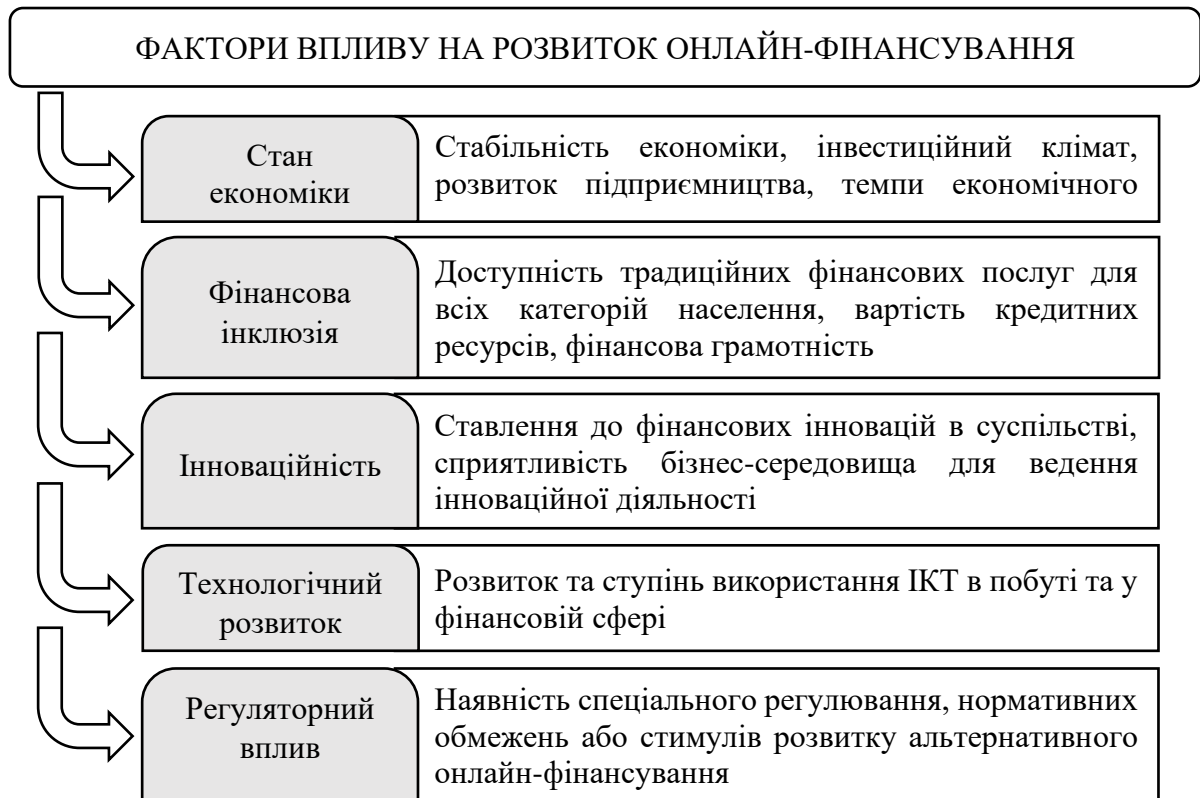 ФАКТОРИ ВПЛИВУ НА РОЗВИТОК ОНЛАЙН-ФІНАНСУВАННЯ
Стан
економіки
Стабільність економіки, інвестиційний клімат,
розвиток підприємництва, темпи економічного
Фінансова
інклюзія
Доступність традиційних фінансових послуг для
всіх категорій населення, вартість кредитних
ресурсів, фінансова грамотність
Інноваційність
Ставлення до фінансових інновацій в суспільстві,
сприятливість бізнес-середовища для ведення
інноваційної діяльності
Технологічний
розвиток
Розвиток та ступінь використання ІКТ в побуті та у
фінансовій сфері
Регуляторний
вплив
Наявність спеціального регулювання, нормативних
обмежень або стимулів розвитку альтернативного
онлайн-фінансування